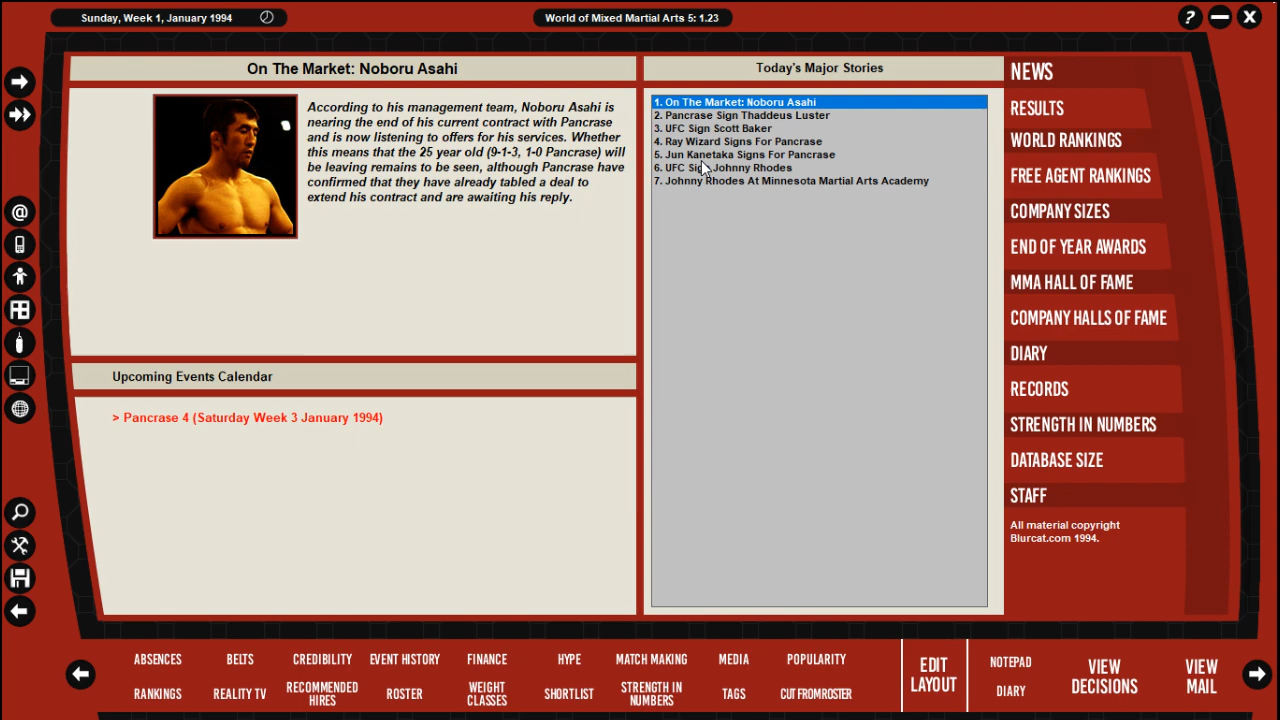 Sunday, Week 1, January 1994
World of Mixed Martial Arts 5: 1.23
?
X
On The Market: Noboru Asahi
According to his management team, Noboru Asahi is
nearing the end of his current contract with Pancrase
and is now listening to offers for his services. Whether
this means that the 25 year old (9-1-3, 1-0 Pancrase) will
be leaving remains to be seen, although Pancrase have
confirmed that they have already tabled a deal to
extend his contract and are awaiting his reply.
Upcoming Events Calendar
> Pancrase 4 (Saturday Week 3 January 1994)
Today's Major Stories
1. On The Market: Noboru Asahi
2. Pancrase Sign Thaddeus Luster
3. UFC Sign Scott Baker
4. Ray Wizard Signs For Pancrase
5. Jun Kanetaka Signs For Pancrase
6. UFC Sign Johnny Rhodes
7. Johnny Rhodes At Minnesota Martial Arts Academy
NEWS
RESULTS
WORLD RANKINGS
FREE AGENT RANKINGS
COMPANY SIZES
END OF YEAR AWARDS
MMA HALL OF FAME
COMPANY HALLS OF FAME
DIARY
RECORDS
STRENGTH IN NUMBERS
DATABASE SIZE
STAFF
All material copyright
Blurcat.com 1994.
@
ABSENCES
BELTS
CREDIBILITY
EVENT HISTORY
FINANCE
HYPE
MATCH MAKING
MEDIA
POPULARITY
RANKINGS
REALITY TV
RECOMMENDED
HIRES
ROSTER
WEIGHT
CLASSES
SHORTLIST
STRENGTH IN
NUMBERS
TAGS
CUT FROM ROSTER
EDIT
LAYOUT
NOTEPAD
DIARY
VIEW
DECISIONS
VIEW
MAIL